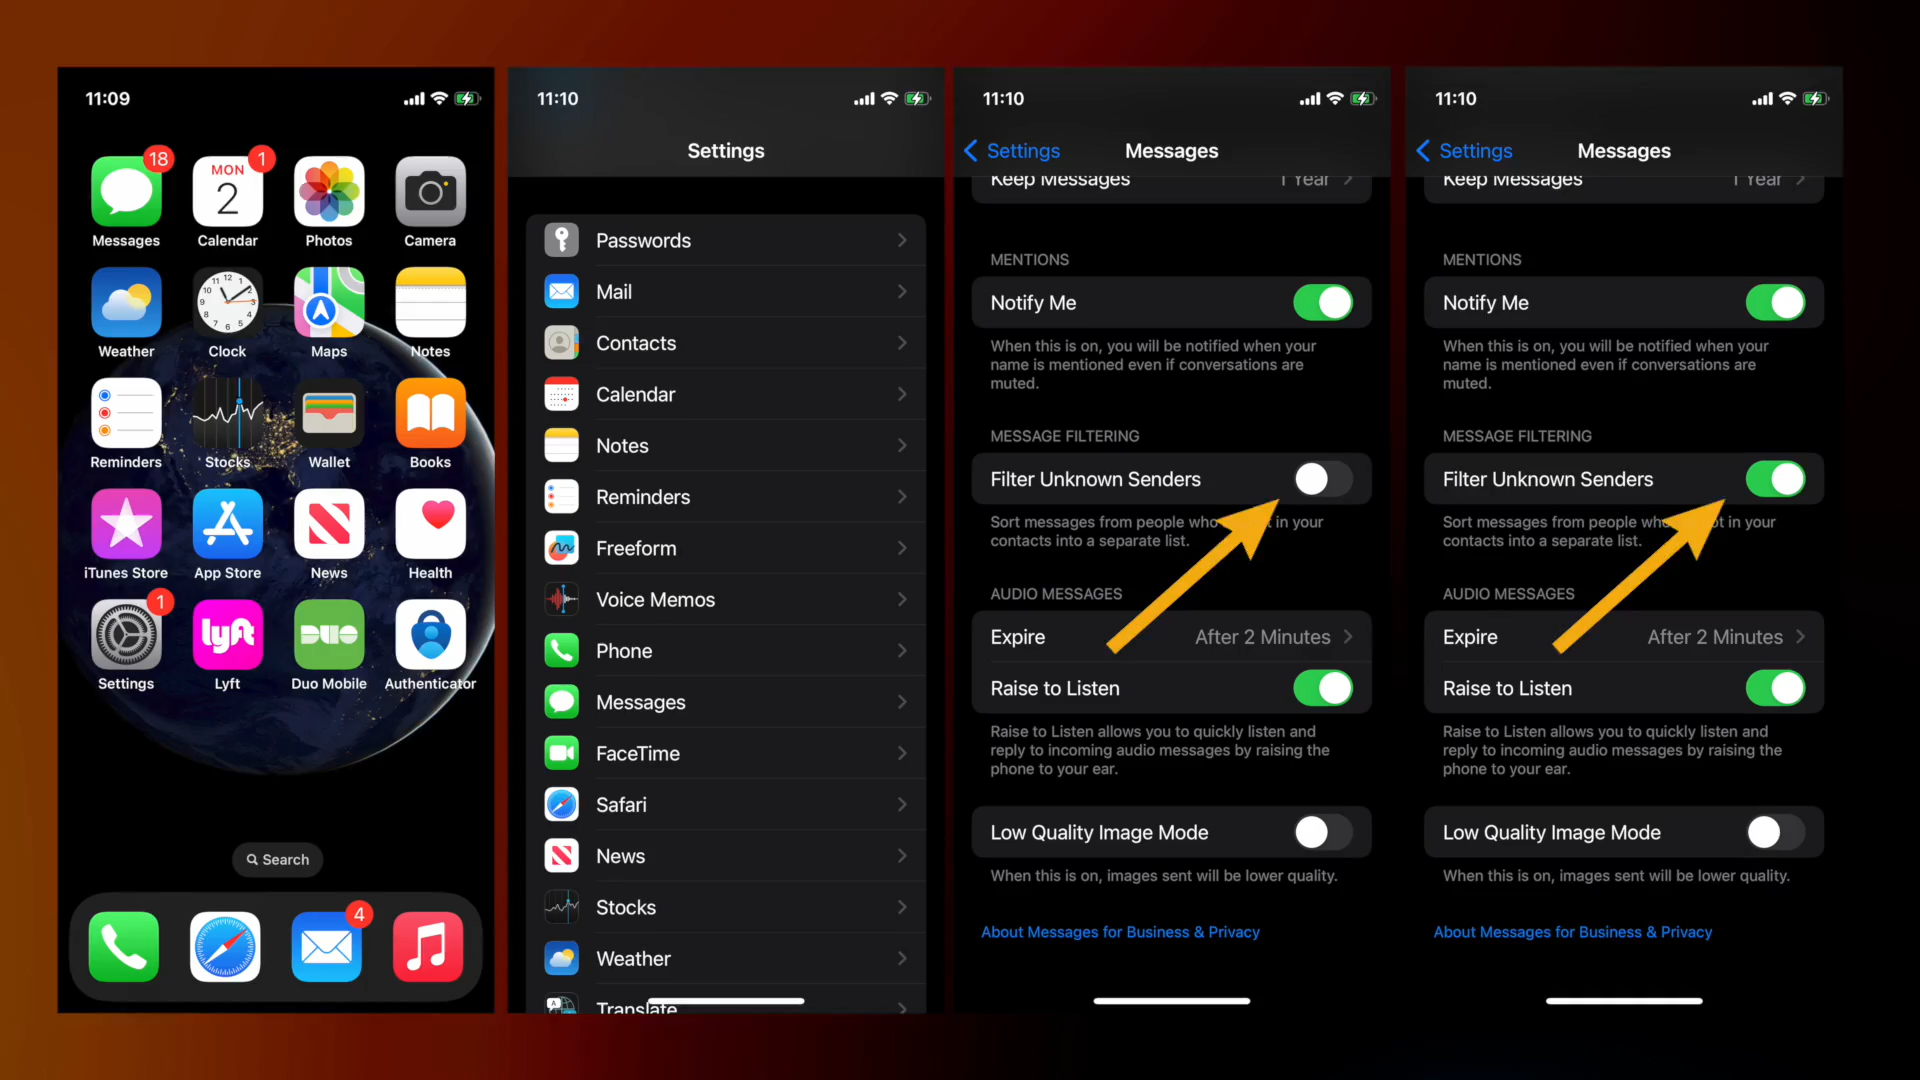 11:09
18
1
MON
2
Messages
Calendar
Photos
Camera
Weather
Clock
Maps
Notes
Reminders
Stocks
Wallet
Books
iTunes Store
App Store
News
Health
1
lyft
DUO
Settings
Lyft
Duo Mobile
Authenticator
Search
4
11:10
Settings
Passwords
Mail
Contacts
Calendar
Notes
Reminders
Freeform
Voice Memos
Phone
Messages
FaceTime
Safari
News
Stocks
Weather
Translate
11:10
Settings
Messages
Keep Messages
1 Year
MENTIONS
Notify Me
When this is on, you will be notified when your
name is mentioned even if conversations are
muted.
MESSAGE FILTERING
Filter Unknown Senders
Sort messages from people who in your
contacts into a separate list.
AUDIO MESSAGES
Expire
After 2 Minutes
Raise to Listen
Raise to Listen allows you to quickly listen and
reply to incoming audio messages by raising the
phone to your ear.
Low Quality Image Mode
When this is on, images sent will be lower quality.
About Messages for Business & Privacy
11:10
Settings
Messages
Keep Messages
1 Year
MENTIONS
Notify Me
When this is on, you will be notified when your
name is mentioned even if conversations are
muted.
MESSAGE FILTERING
Filter Unknown Senders
Sort messages from people who in your
contacts into a separate list.
AUDIO MESSAGES
Expire
After 2 Minutes
Raise to Listen
Raise to Listen allows you to quickly listen and
reply to incoming audio messages by raising the
phone to your ear.
Low Quality Image Mode
When this is on, images sent will be lower quality.
About Messages for Business & Privacy